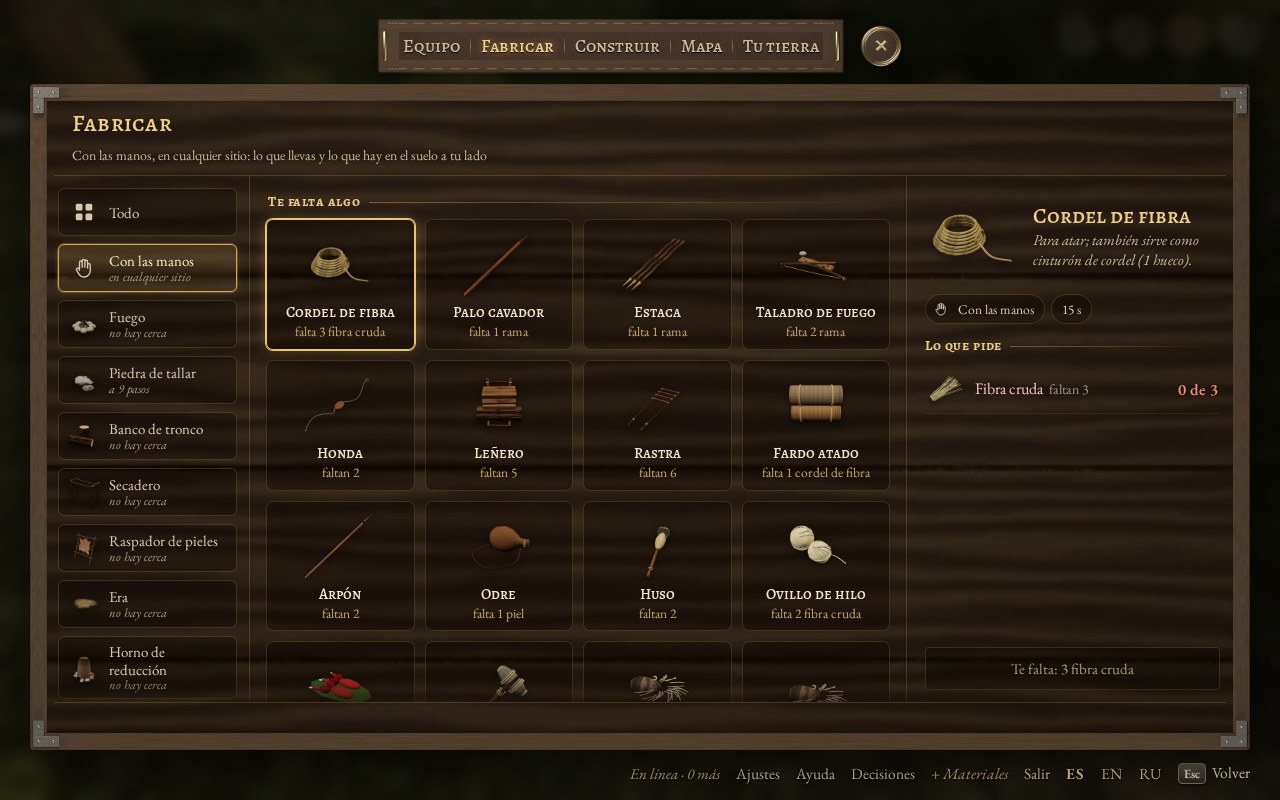 Equipo Fabricar Construir Mapa Tu tierra ×
Fabricar
Con las manos, en cualquier sitio: lo que llevas y lo que hay en el suelo a tu lado
Todo
Con las manos
en cualquier sitio
Fuego
no hay cerca
Piedra de tallar
a 9 pasos
Banco de tronco
no hay cerca
Secadero
no hay cerca
Raspador de pieles
no hay cerca
Era
no hay cerca
Horno de
reducción
no hay cerca
Te falta algo
Cordel de fibra
falta 3 fibra cruda
Palo cavador
falta 1 rama
Estaca
falta 1 rama
Taladro de fuego
falta 2 rama
Honda
faltan 2
Leñero
faltan 5
Rastra
faltan 6
Fardo atado
falta 1 cordel de fibra
Arpón
faltan 2
Odre
falta 1 piel
Huso
faltan 2
Ovillo de hilo
falta 2 fibra cruda
Cordel de fibra
Para atar; también sirve como
cinturón de cordel (1 hueco).
Con las manos 15 s
Lo que pide
Fibra cruda faltan 3 0 de 3
Te falta: 3 fibra cruda
En línea · 0 más Ajustes Ayuda Decisiones + Materiales Salir ES EN RU Esc Volver